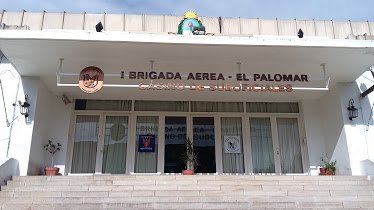 I BRIGADA AEREA - EL PALOMAR
CASINO DE SUBOFICIALES